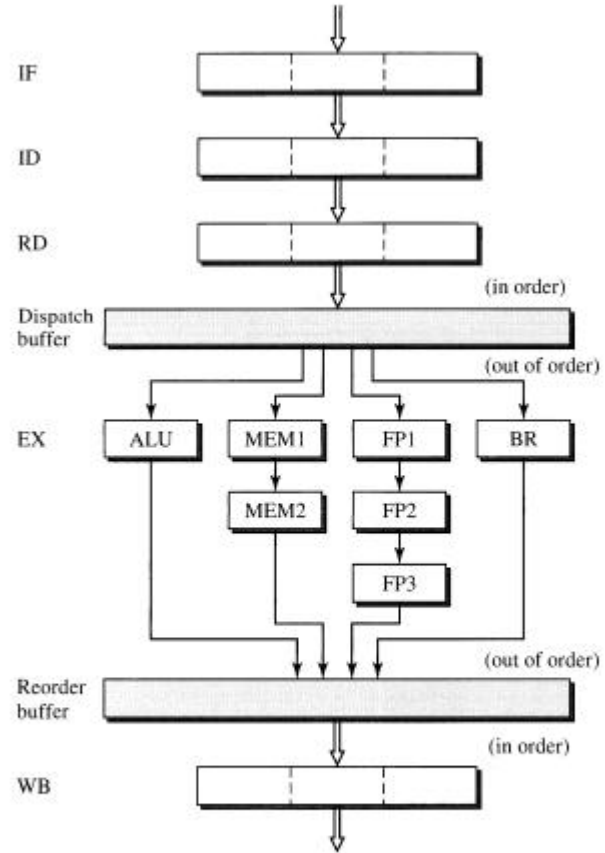 IF
ID
RD
(in order)
Dispatch
buffer
(out of order)
EX
ALU MEM1 FP1 BR
MEM2 FP2
FP3
(out of order)
Reorder
buffer
(in order)
WB